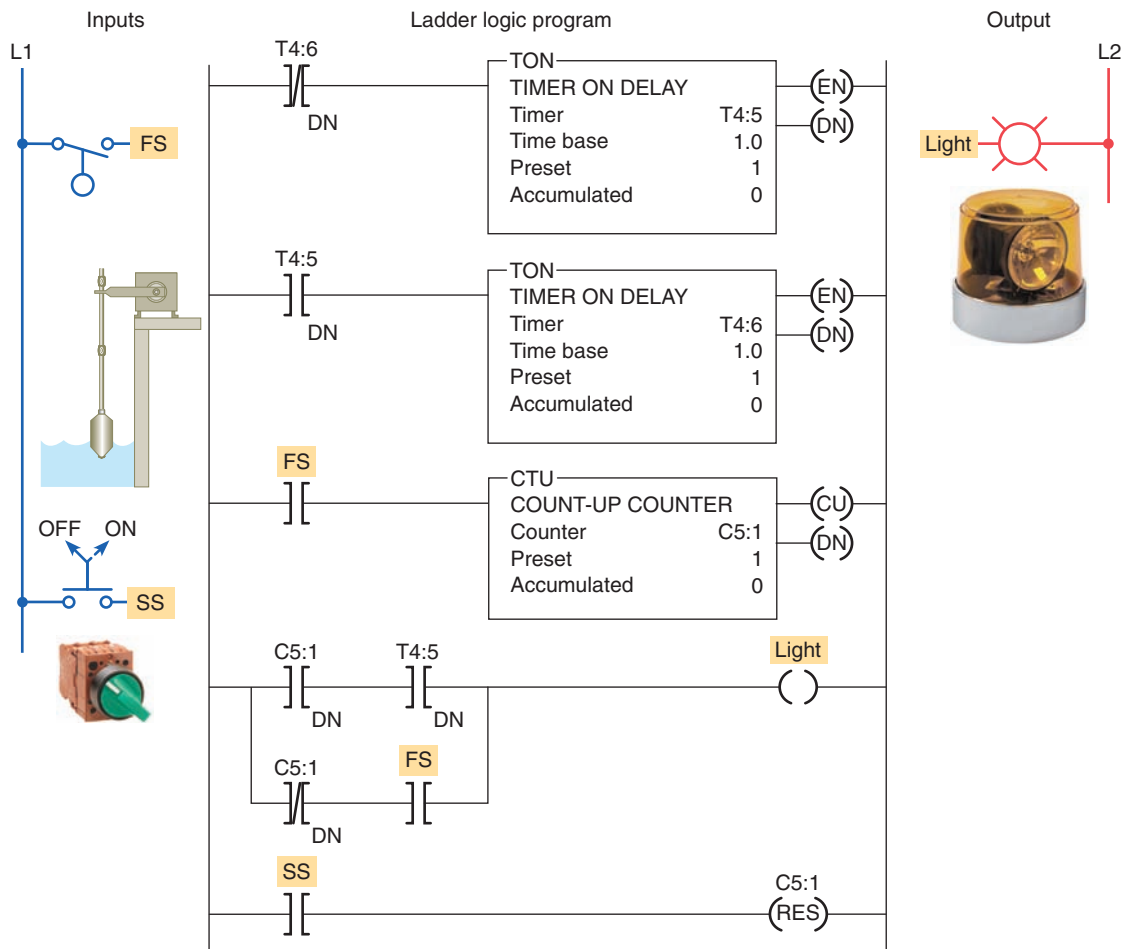 Inputs
Ladder logic program
Output
L1
L2
T4:6
DN
TON
TIMER ON DELAY
Timer T4:5
Time base 1.0
Preset 1
Accumulated 0
EN
DN
FS
Light
T4:5
DN
TON
TIMER ON DELAY
Timer T4:6
Time base 1.0
Preset 1
Accumulated 0
EN
DN
FS
CTU
COUNT-UP COUNTER
Counter C5:1
Preset 1
Accumulated 0
CU
DN
OFF ON
SS
C5:1
DN
T4:5
DN
Light
C5:1
DN
FS
SS
C5:1
RES